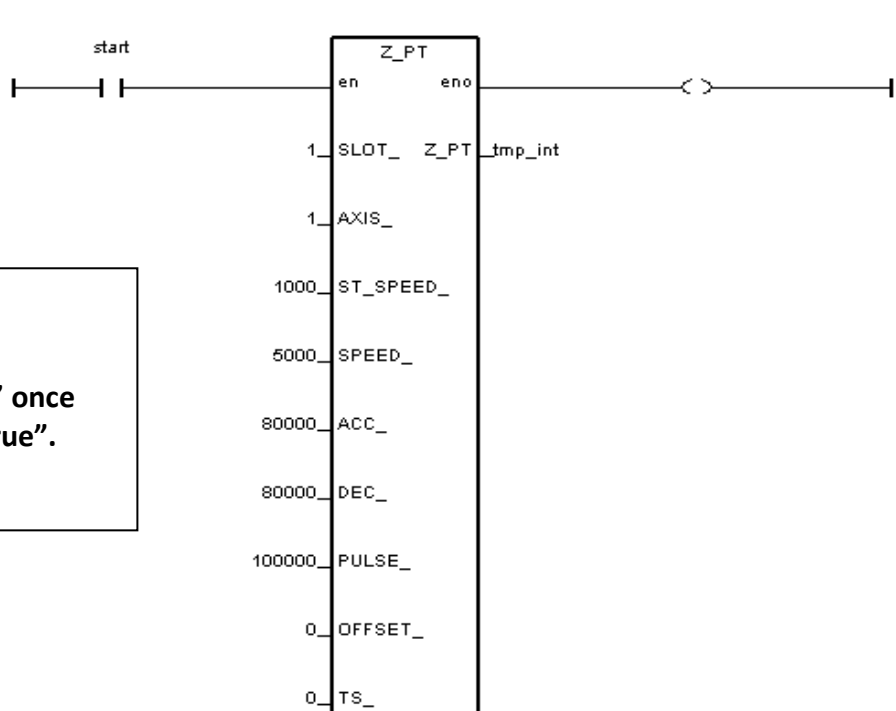 start
Z_PT
en eno
1 SLOT_ Z_PT tmp_int
1 AXIS_
1000 ST_SPEED_
5000 SPEED_
80000 ACC_
80000 DEC_
100000 PULSE_
0 OFFSET_
0 TS_
” once
”.